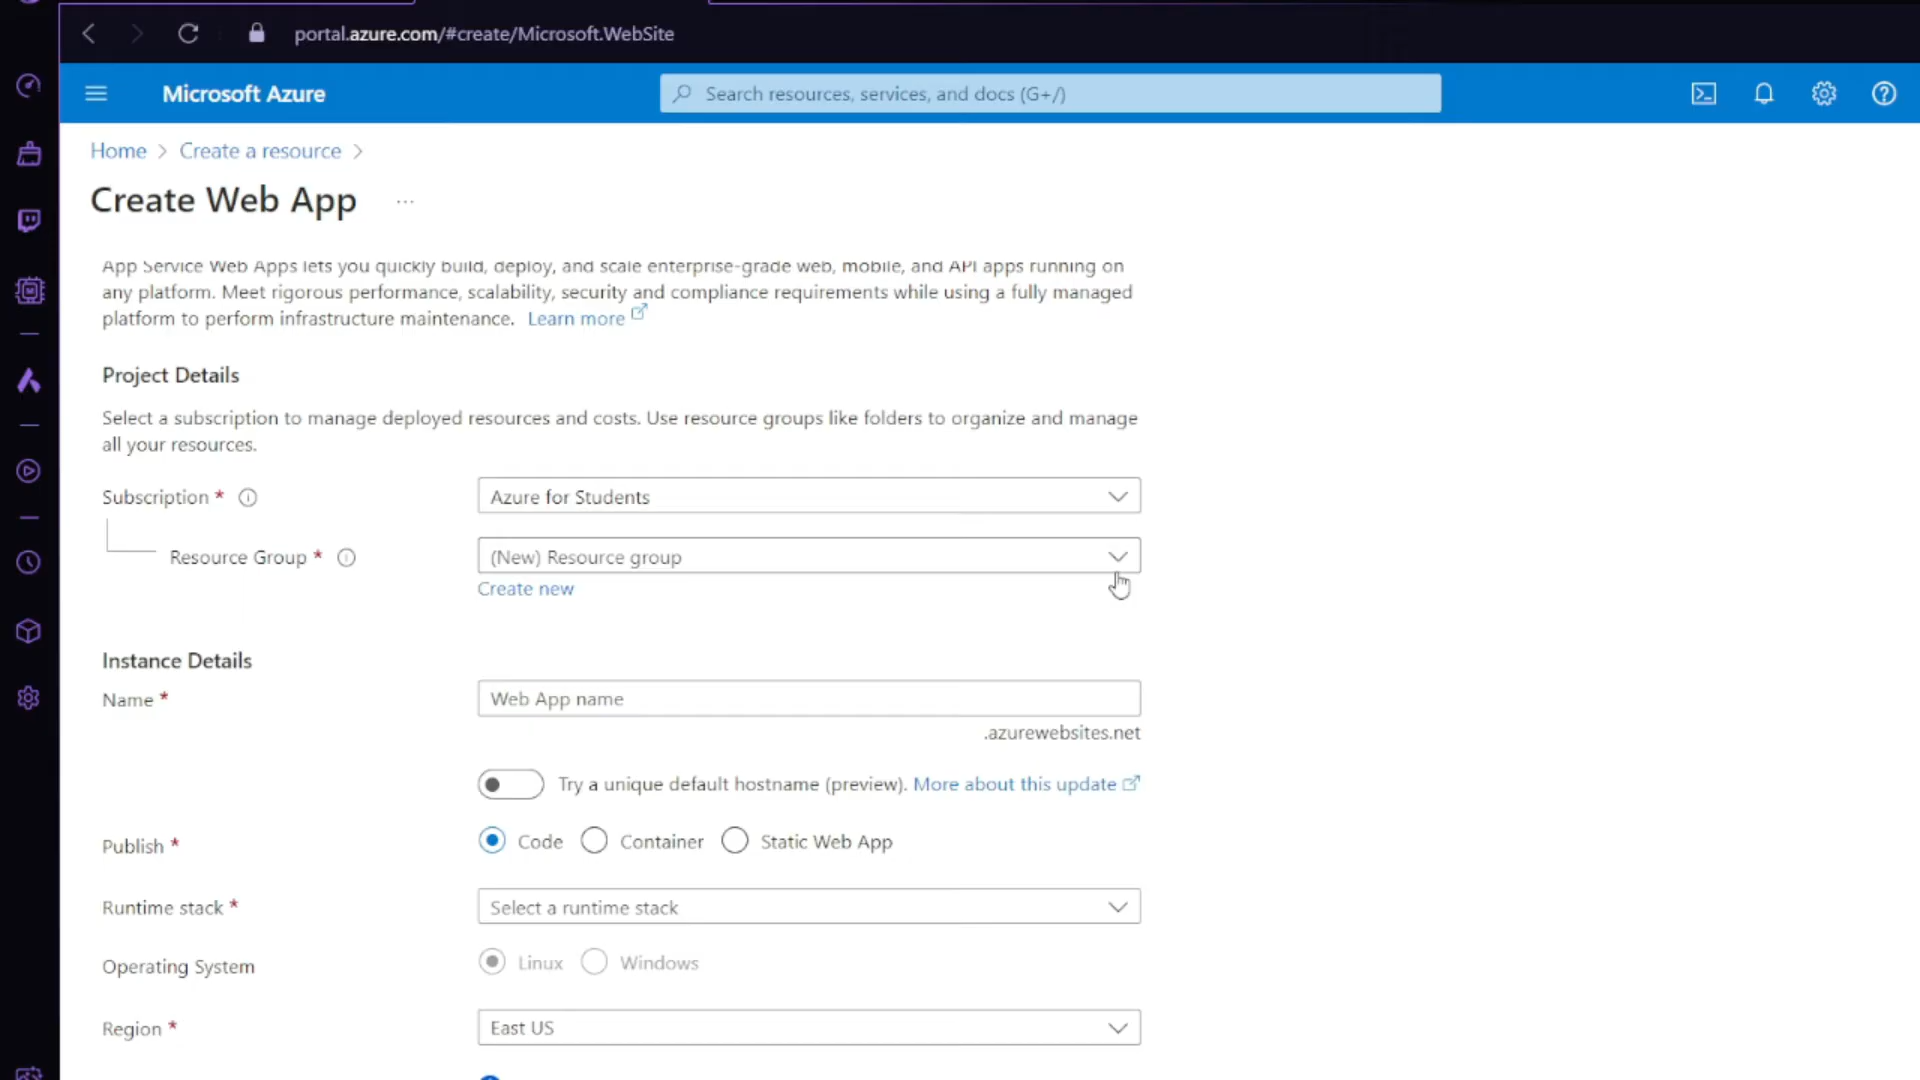 portal.azure.com/#create/Microsoft.WebSite
Microsoft Azure
Search resources, services, and docs (G+/)
Home > Create a resource >
Create Web App ...
App Service Web Apps lets you quickly build, deploy, and scale enterprise-grade web, mobile, and API apps running on
any platform. Meet rigorous performance, scalability, security and compliance requirements while using a fully managed
platform to perform infrastructure maintenance. Learn more
Project Details
Select a subscription to manage deployed resources and costs. Use resource groups like folders to organize and manage
all your resources.
Subscription * Azure for Students
Resource Group * (New) Resource group
Create new
Instance Details
Name * Web App name
.azurewebsites.net
Try a unique default hostname (preview). More about this update
Publish * Code Container Static Web App
Runtime stack * Select a runtime stack
Operating System Linux Windows
Region * East US